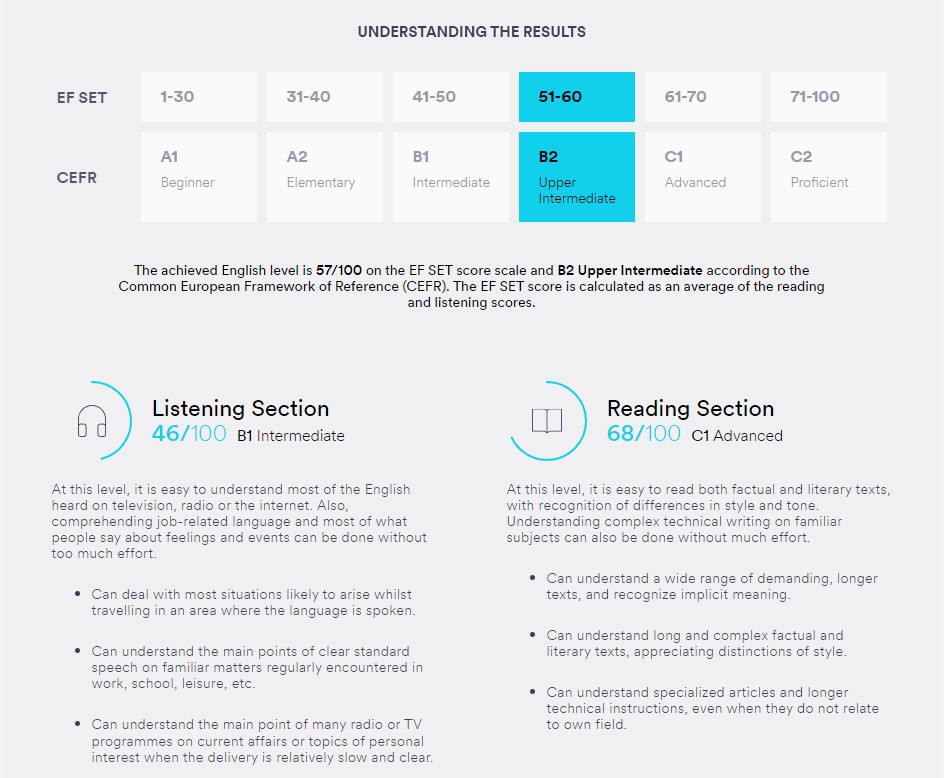 UNDERSTANDING THE RESULTS
EF SET
1-30
31-40
41-50
51-60
61-70
71-100
CEFR
A1
Beginner
A2
Elementary
B1
Intermediate
B2
Upper
Intermediate
C1
Advanced
C2
Proficient
The achieved English level is 57/100 on the EF SET score scale and B2 Upper Intermediate according to the
Common European Framework of Reference (CEFR). The EF SET score is calculated as an average of the reading
and listening scores.
Listening Section
46/100 B1 Intermediate
At this level, it is easy to understand most of the English
heard on television, radio or the internet. Also,
comprehending job-related language and most of what
people say about feelings and events can be done without
too much effort.
• Can deal with most situations likely to arise whilst
travelling in an area where the language is spoken.
• Can understand the main points of clear standard
speech on familiar matters regularly encountered in
work, school, leisure, etc.
• Can understand the main point of many radio or TV
programmes on current affairs or topics of personal
interest when the delivery is relatively slow and clear.
Reading Section
68/100 C1 Advanced
At this level, it is easy to read both factual and literary texts,
with recognition of differences in style and tone.
Understanding complex technical writing on familiar
subjects can also be done without much effort.
• Can understand a wide range of demanding, longer
texts, and recognize implicit meaning.
• Can understand long and complex factual and
literary texts, appreciating distinctions of style.
• Can understand specialized articles and longer
technical instructions, even when they do not relate
to own field.